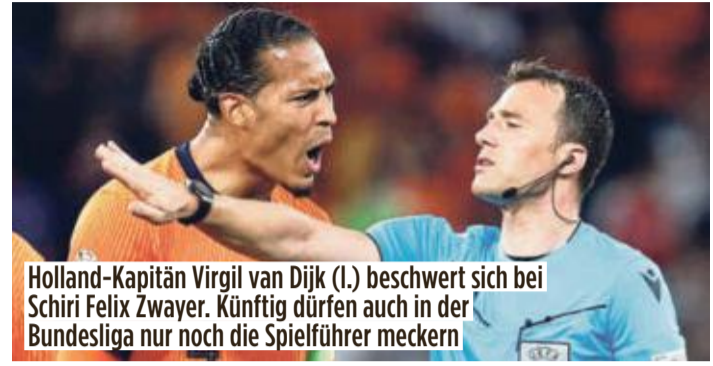 Holland-Kapitän Virgil van Dijk (l.) beschwert sich bei
Schiri Felix Zwayer. Künftig dürfen auch in der
Bundesliga nur noch die Spielführer meckern
UEFA